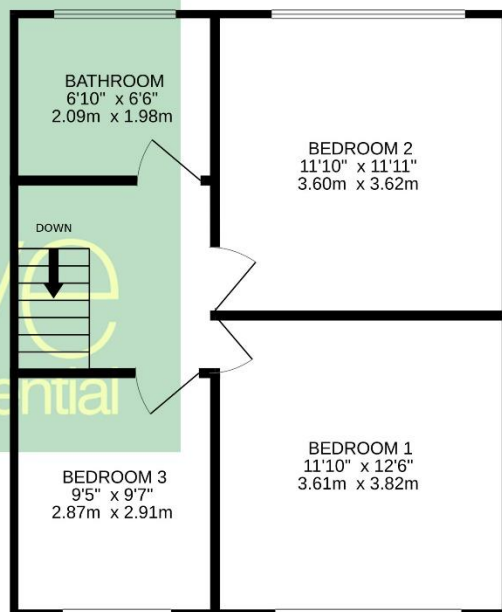 BATHROOM
6'10" x 6'6"
2.09m x 1.98m
BEDROOM 2
11'10" x 11'11"
3.60m x 3.62m
DOWN
BEDROOM 1
11'10" x 12'6"
3.61m x 3.82m
BEDROOM 3
9'5" x 9'7"
2.87m x 2.91m